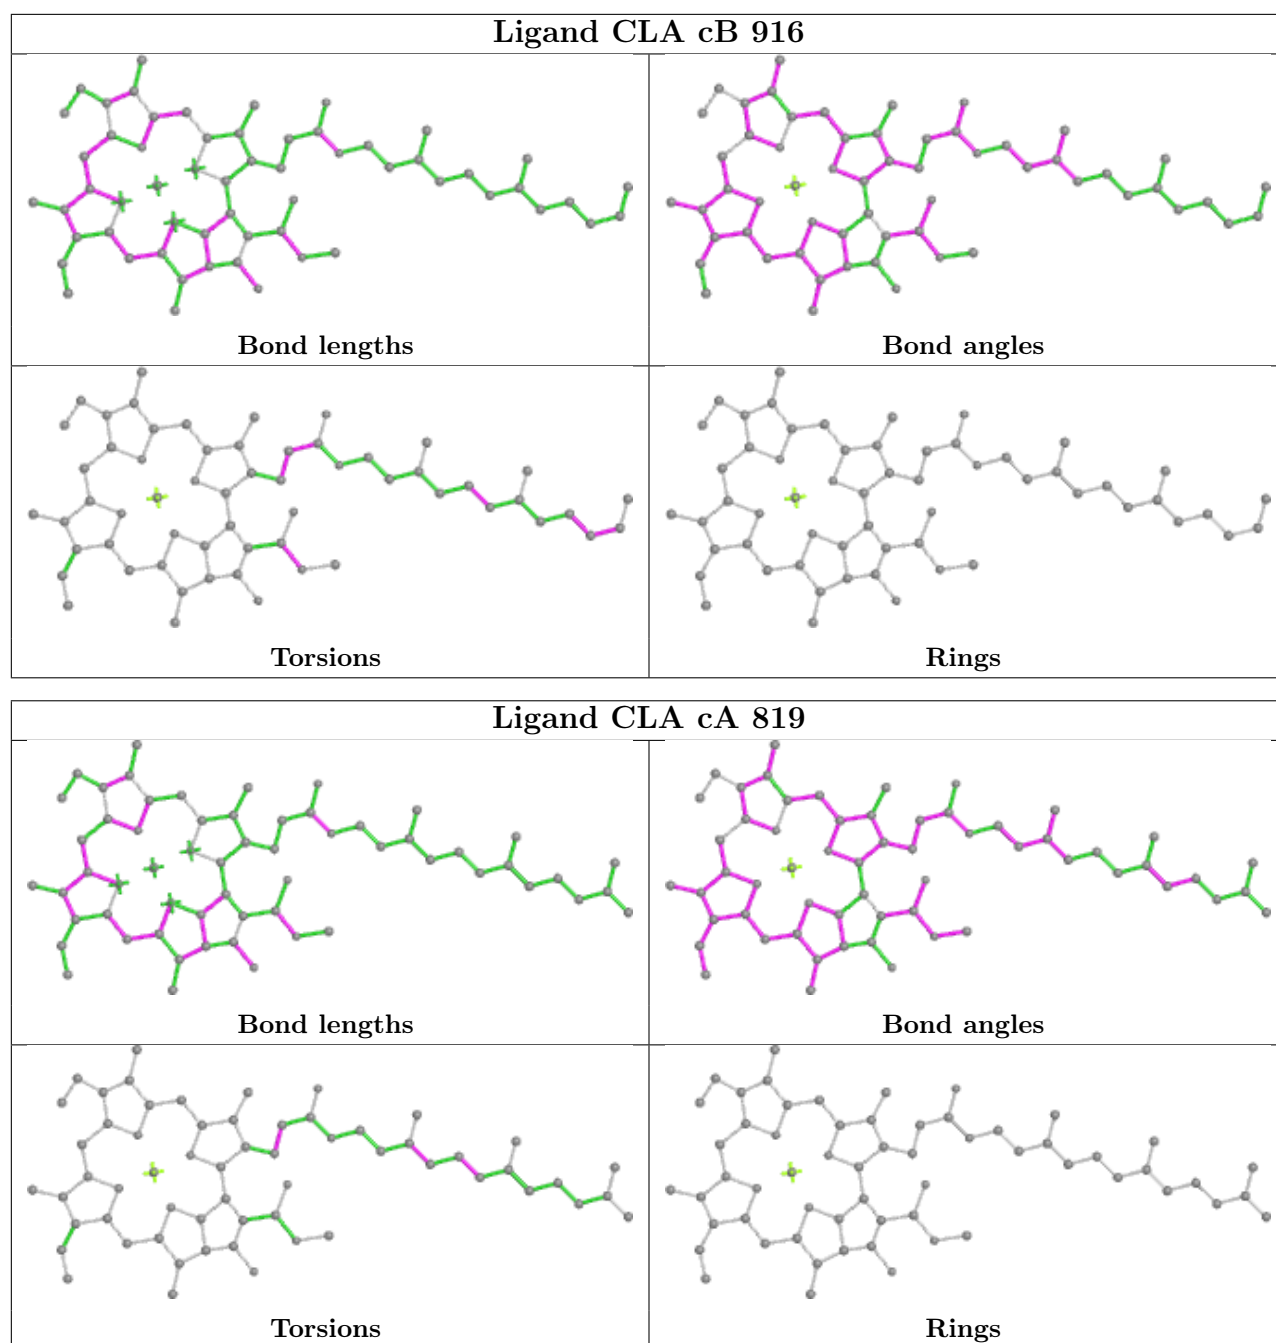 Ligand CLA cB 916
Bond lengths
Bond angles
Torsions
Rings
Ligand CLA cA 819
Bond lengths
Bond angles
Torsions
Rings